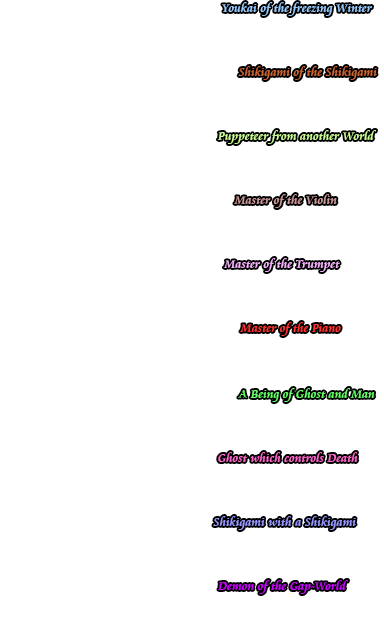 Youkai of the freezing Winter
Shikigami of the Shikigami
Puppeteer from another World
Master of the Violin
Master of the Trumpet
Master of the Piano
A Being of Ghost and Man
Ghost which controls Death
Shikigami with a Shikigami
Demon of the Gap-World